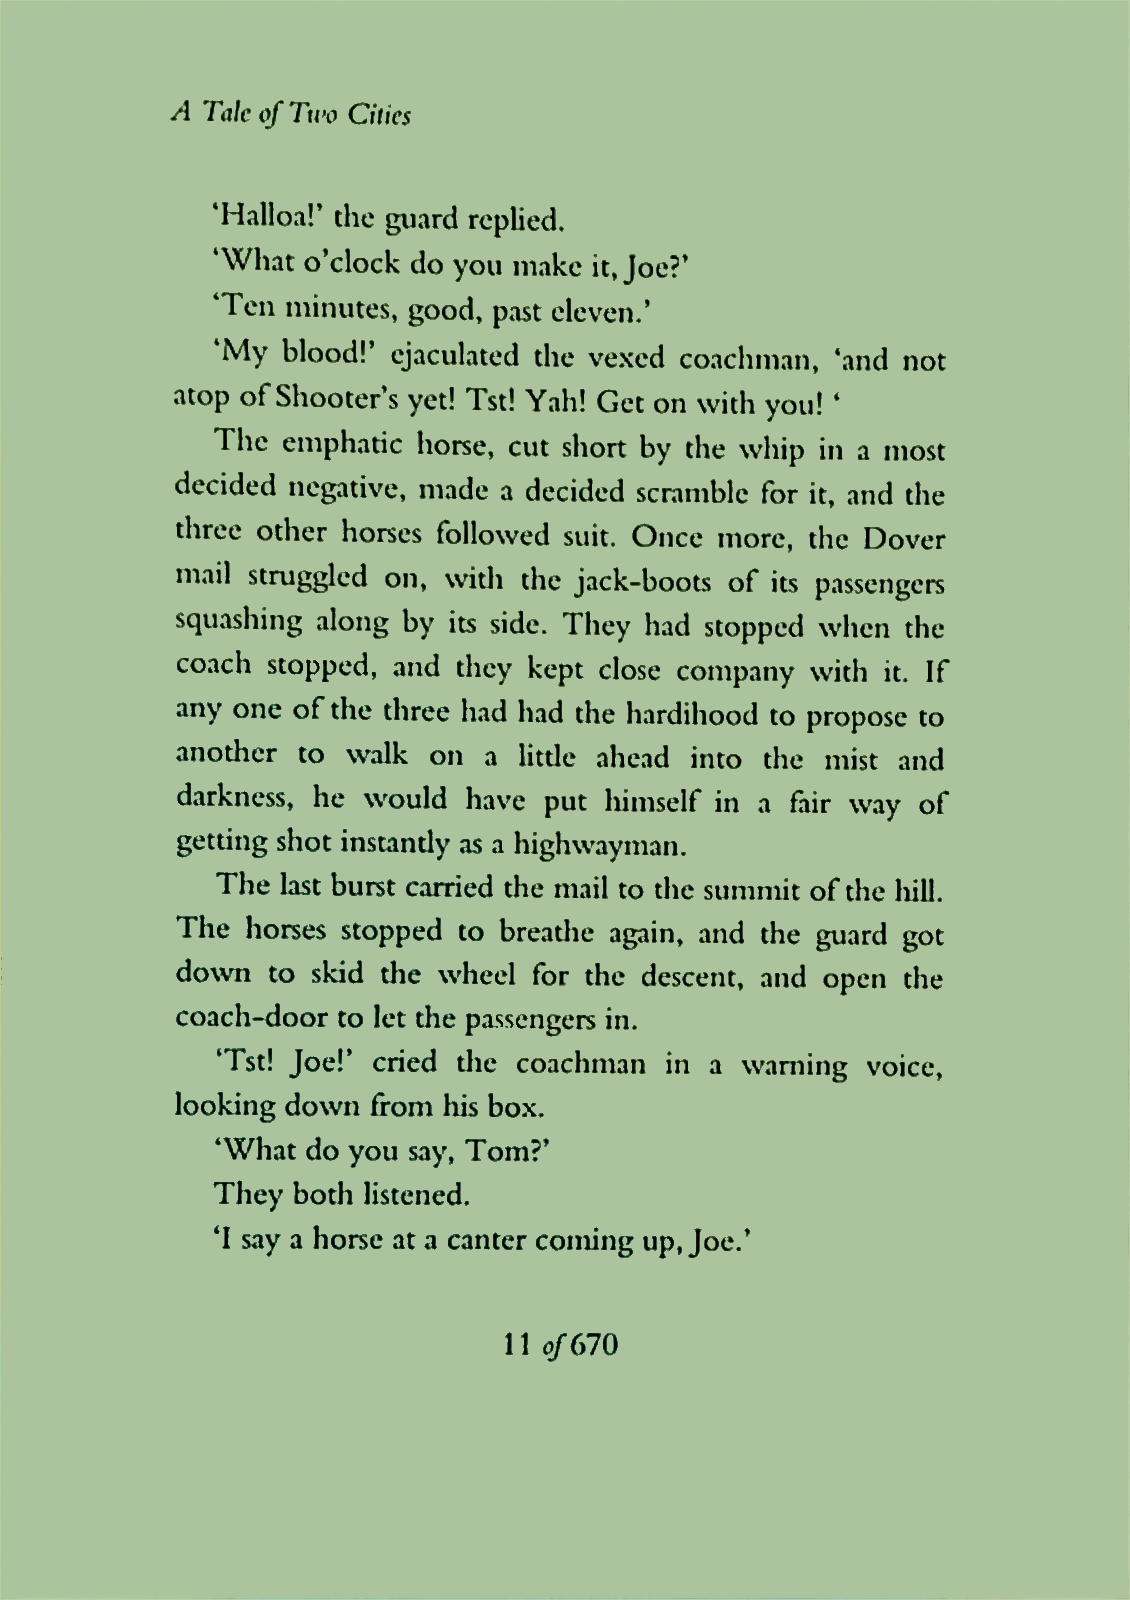 A Tale of Two Cities
‘Halloa!’ the guard replied.
‘What o’clock do you make it, Joe?’
‘Ten minutes, good, past eleven.’
‘My blood!’ ejaculated the vexed coachman, ‘and not
atop of Shooter’s yet! Tst! Yah! Get on with you! ‘
The emphatic horse, cut short by the whip in a most
decided negative, made a decided scramble for it, and the
three other horses followed suit. Once more, the Dover
mail struggled on, with the jack-boots of its passengers
squashing along by its side. They had stopped when the
coach stopped, and they kept close company with it. If
any one of the three had had the hardihood to propose to
another to walk on a little ahead into the mist and
darkness, he would have put himself in a fair way of
getting shot instantly as a highwayman.
The last burst carried the mail to the summit of the hill.
The horses stopped to breathe again, and the guard got
down to skid the wheel for the descent, and open the
coach-door to let the passengers in.
‘Tst! Joe!’ cried the coachman in a warning voice,
looking down from his box.
‘What do you say, Tom?’
They both listened.
‘I say a horse at a canter coming up, Joe.’
11 of 670